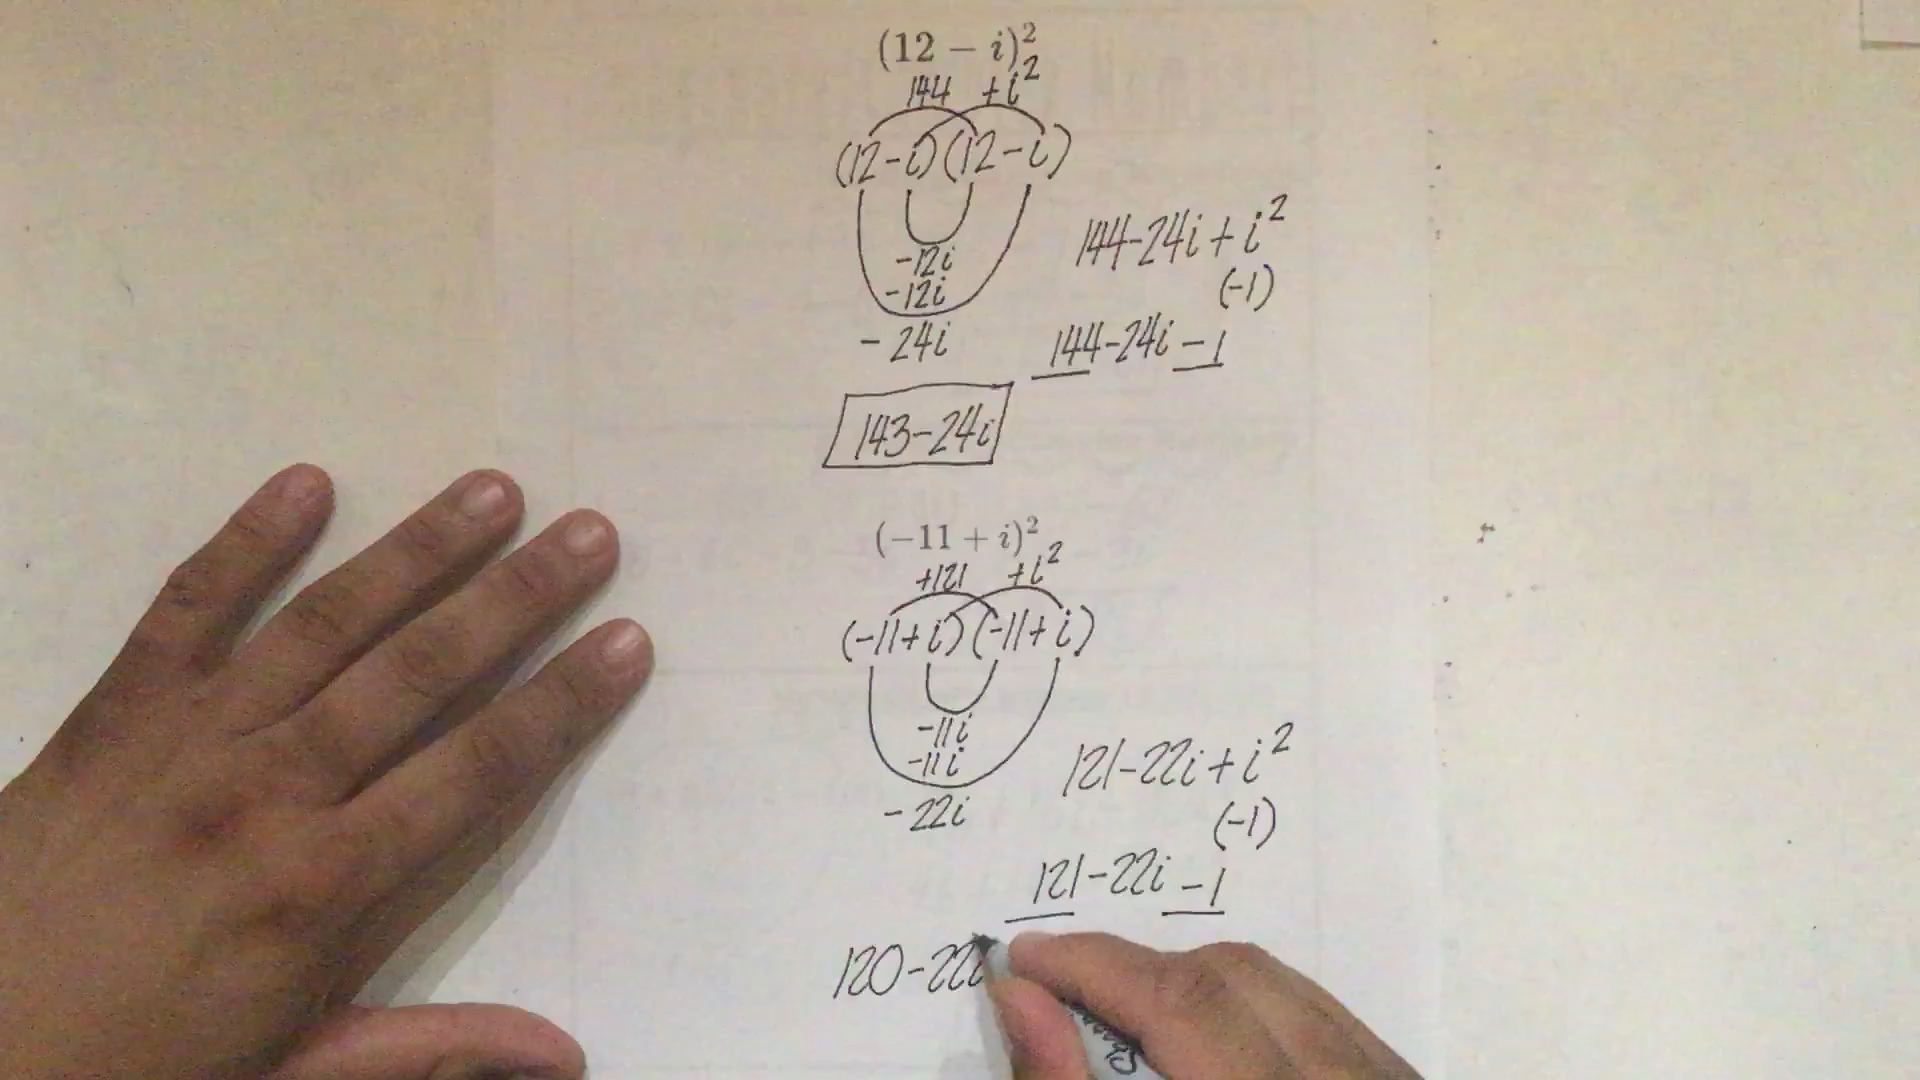 (12 − i)²
144 +i²
(12-i)(12-i)
-12i
-12i
-24i
144-24i+i²
(-1)
144-24i-1
143-24i
(−11 + i)²
+121 +i²
(-11+i)(-11+i)
-11i
-11i
-22i
121-22i+i²
(-1)
121-22i-1
120-22i